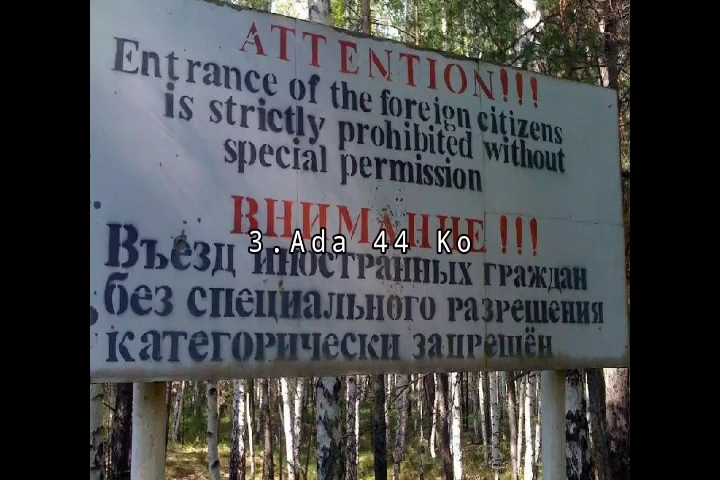 ATTENTION!!!
Entrance of the foreign citizens
is strictly prohibited without
special permission
ВНИМАНИЕ !!!
3.Ada 44 Ko
Въезд иностранных граждан
без специального разрешения
категорически запрещён